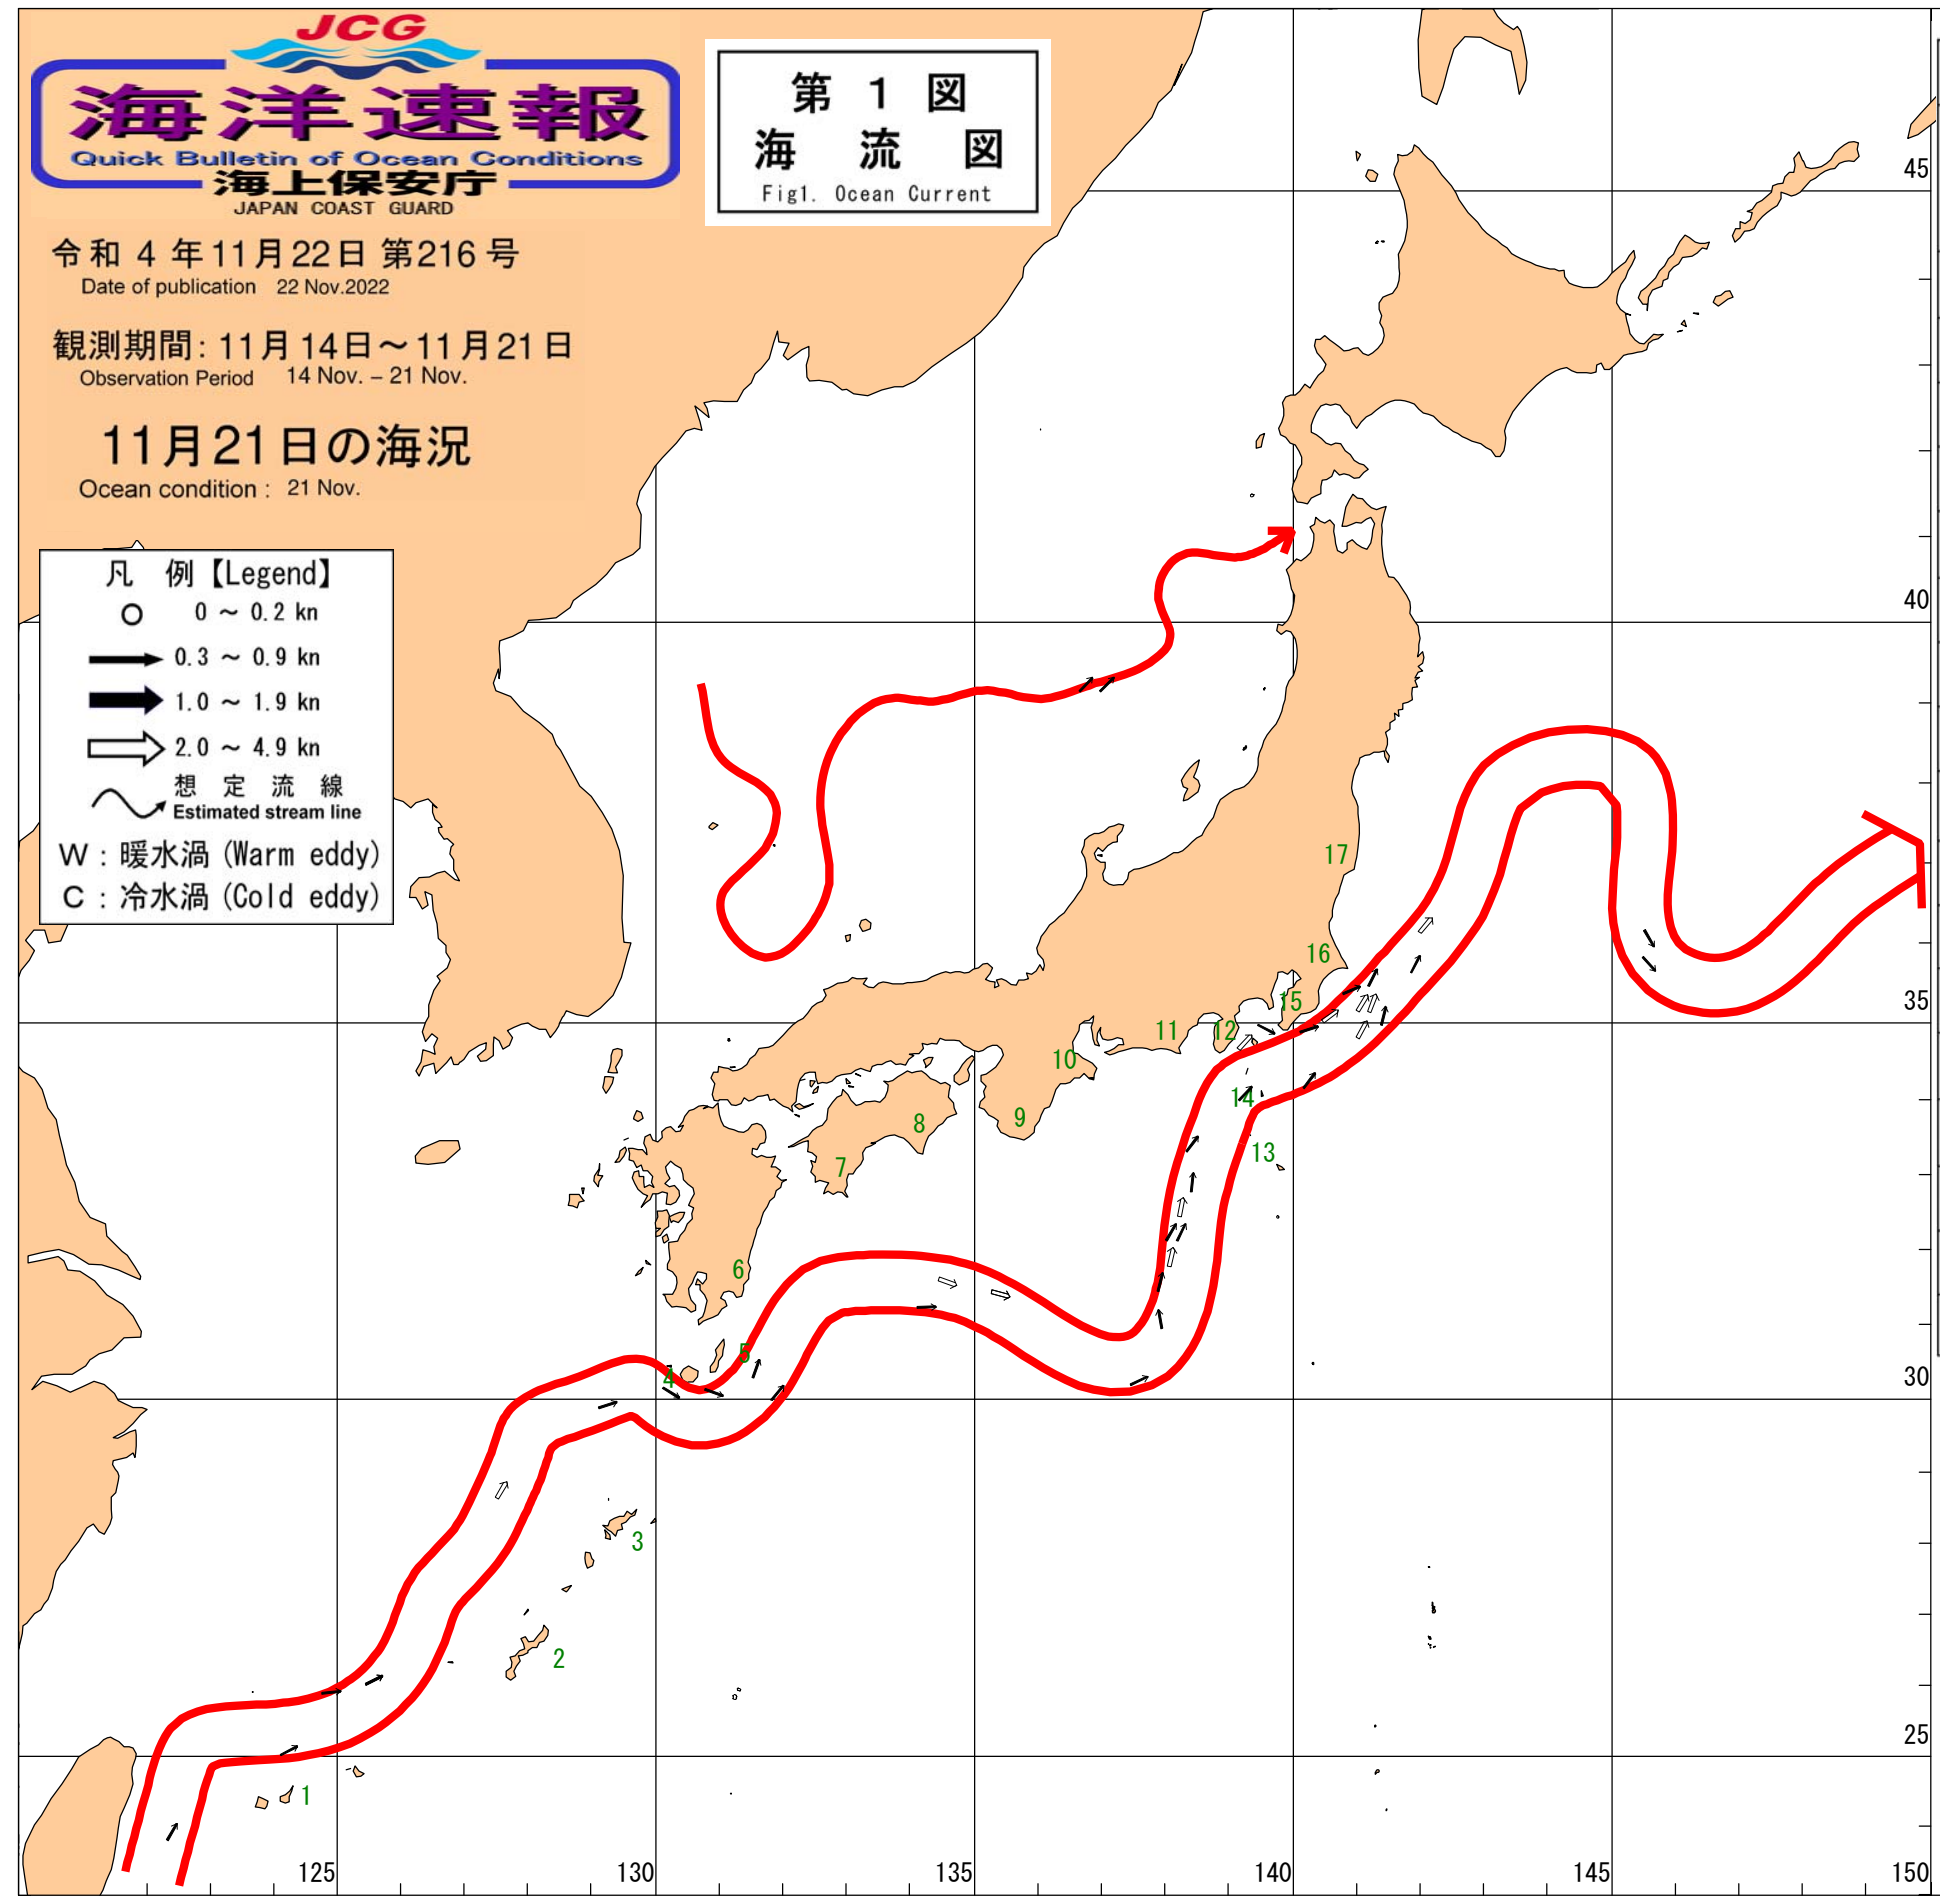 JCG
海洋速報
Quick Bulletin of Ocean Conditions
海上保安庁
JAPAN COAST GUARD
第 1 図
海 流 図
Fig1. Ocean Current
令和 4 年 11月 22日 第216 号
Date of publication 22 Nov.2022
観測期間: 11月 14日～11月 21日
Observation Period 14 Nov. – 21 Nov.
11月21日の海況
Ocean condition : 21 Nov.
凡 例【Legend】
0 ～ 0.2 kn
0.3 ～ 0.9 kn
1.0 ～ 1.9 kn
2.0 ～ 4.9 kn
想 定 流 線
Estimated stream line
W : 暖水渦 (Warm eddy)
C : 冷水渦 (Cold eddy)
45
40
17
16
35
15
12
11
10
14
9
8
13
7
6
5
4
30
3
2
25
1
125
130
135
140
145
150